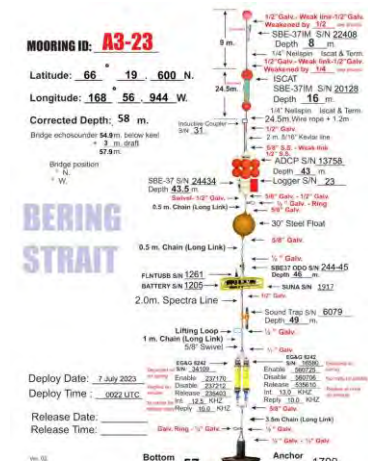 MOORING ID: A3-23
Latitude: 66 ° 19 . 600 N.
Longitude: 168 ° 56 . 944 W.
Corrected Depth: 58 m.
Bridge echosounder 54.9m. below keel
+ 3 m. draft
57.9m.
Bridge position
° N.
° W.
BERING
STRAIT
Deploy Date: 7 July 2023
Deploy Time : 0022 UTC
Release Date:
Release Time:
Ver. 02
1/2" Galv. - Weak link-1/2" Galv.
Weakened by 1/2
SBE-37IM S/N 22408
Depth 8 m.
9 m.
1/4" Neilspin Iscat & Term.
1/2"Galv - Weak link-1/2"Galv.
Weakened by 1/4
ISCAT
SBE-37IM S/N 20128
Depth 16 m.
24.5m.
1/4" Neilspin Iscat & Term.
Inductive Coupler
S/N 31
24.5m. Wire rope + 1.2m
1/2" Galv.
2 m. 5/16" Kevlar line
5/8" S.S. - Weak link
1/2" S.S.
ADCP S/N 13758
Depth 43 m.
SBE-37 S/N 24434
Depth 43.5 m.
Logger S/N 23
Swivel- 1/2" Galv.
5/8" Galv. - 1/2" Galv.
0.5 m. Chain (Long Link)
½ " Galv. - Ring
5/8" Galv.
30" Steel Float
5/8" Galv.
0.5 m. Chain (Long Link)
½ " Galv.
SBE37 ODO S/N 244-45
Depth 46 m.
FLNTUSB S/N 1261
BATTERY S/N 1205
SUNA S/N 1917
2.0m. Spectra Line
1/2" Galv.
Sound Trap S/N 6079
Depth 49 m.
Lifting Loop
½ " Galv.
1 m. Chain (Long Link)
5/8" Swivel
½ " Galv.
EG&G 8242
S/N 34109
Enable 237170
Disable 237212
Release 236403
Int 12.5 KHZ
Reply 10.0 KHZ
EG&G 8242
S/N 16590
Enable 560725
Disable 560756
Release 535610
Int 13.0 KHZ
Reply 10.0 KHZ
5/8" Galv.
3.5m Chain (Long Link)
Galv. Ring - ½" Galv.
½ " Galv.
½ " Galv. - ½" Galv.
Bottom
Anchor